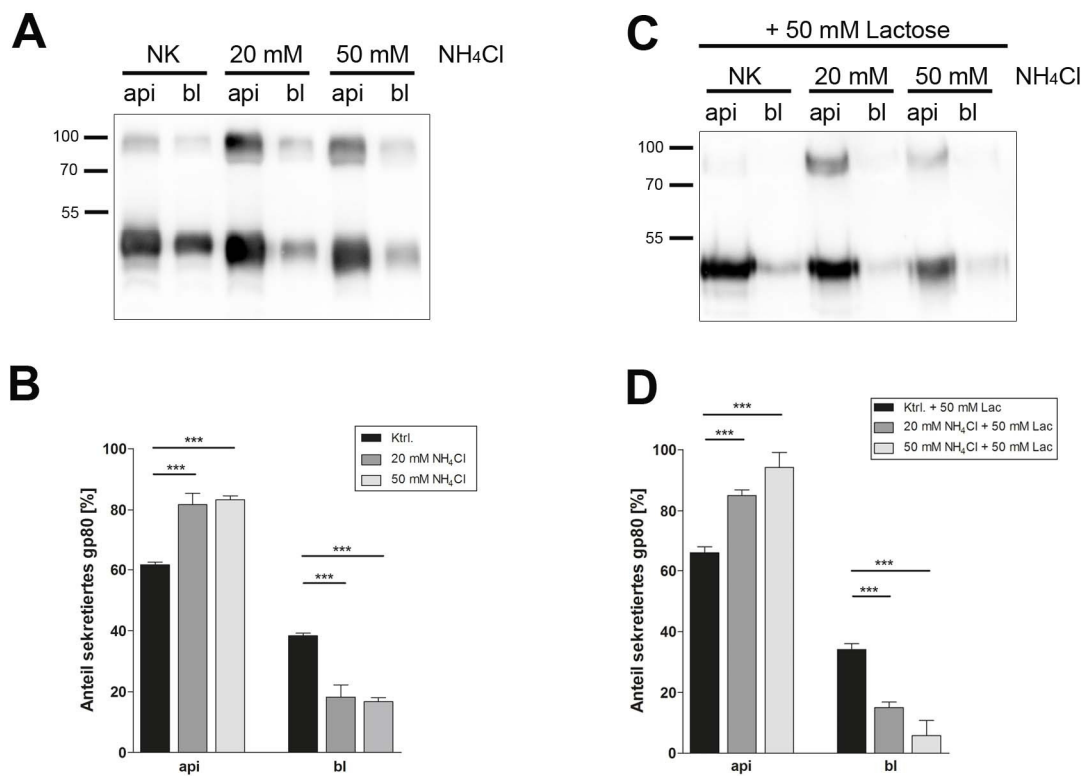 A
NK 20 mM 50 mM NH₄Cl
api bl api bl api bl
100
70
55
C
+ 50 mM Lactose
NK 20 mM 50 mM NH₄Cl
api bl api bl api bl
100
70
55
B
Ktrl.
20 mM NH₄Cl
50 mM NH₄Cl
Anteil sekretiertes gp80 [%]
100
80
60
40
20
0
***
***
***
***
api bl
D
Ktrl. + 50 mM Lac
20 mM NH₄Cl + 50 mM Lac
50 mM NH₄Cl + 50 mM Lac
Anteil sekretiertes gp80 [%]
100
80
60
40
20
0
***
***
***
***
api bl